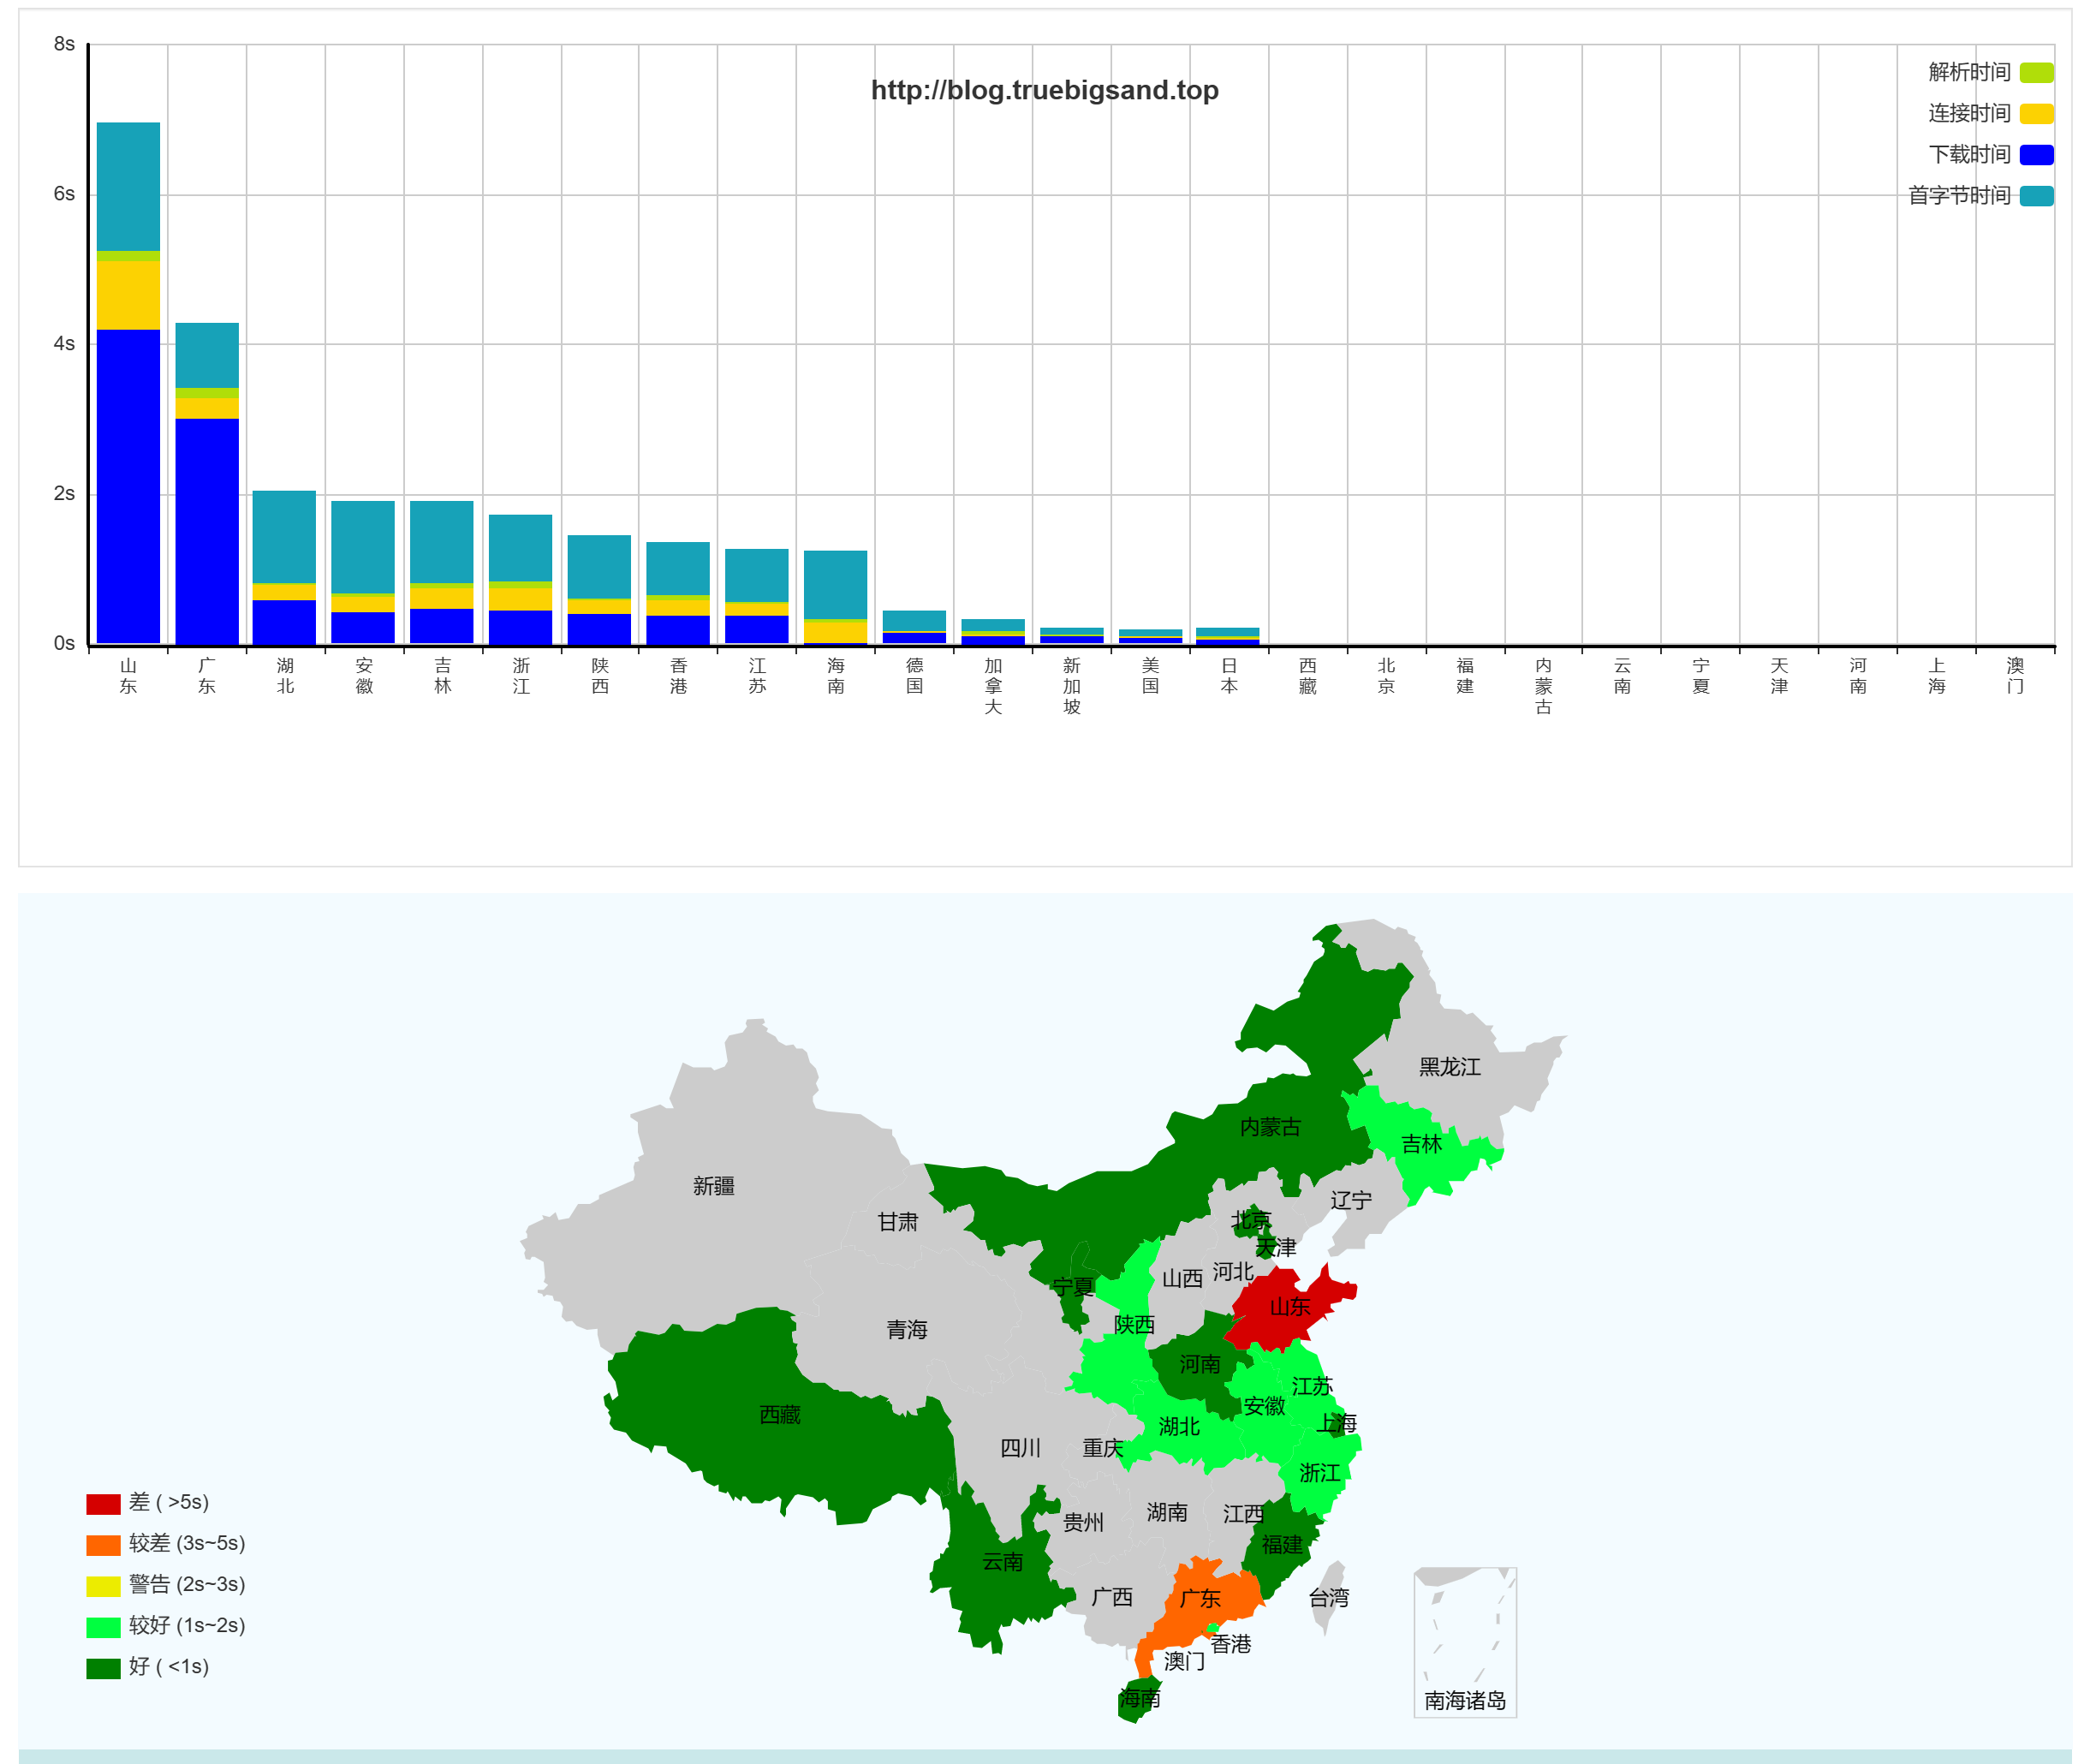 8s
http://blog.truebigsand.top
解析时间
连接时间
下载时间
6s
首字节时间
4s
2s
0s
山东
广东
湖北
安徽
吉林
浙江
陕西
香港
江苏
海南
德国
加拿大
新加坡
美国
日本
西藏
北京
福建
内蒙古
云南
宁夏
天津
河南
上海
澳门
黑龙江
内蒙古
吉林
新疆
辽宁
甘肃
北京
天津
河北
山西
宁夏
山东
陕西
青海
河南
江苏
安徽
西藏
上海
湖北
四川
重庆
浙江
湖南
江西
贵州
福建
云南
广西
广东
台湾
香港
澳门
海南
南海诸岛
差 ( >5s)
较差 (3s~5s)
警告 (2s~3s)
较好 (1s~2s)
好 ( <1s)